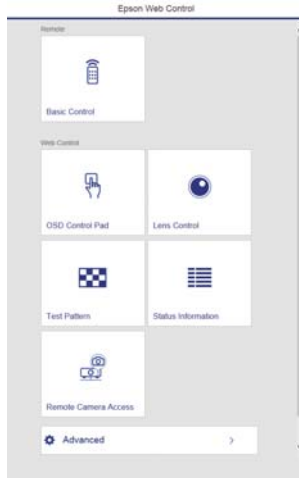 Epson Web Control
Remote
Basic Control
Web Control
OSD Control Pad
Lens Control
Test Pattern
Status Information
Remote Camera Access
Advanced